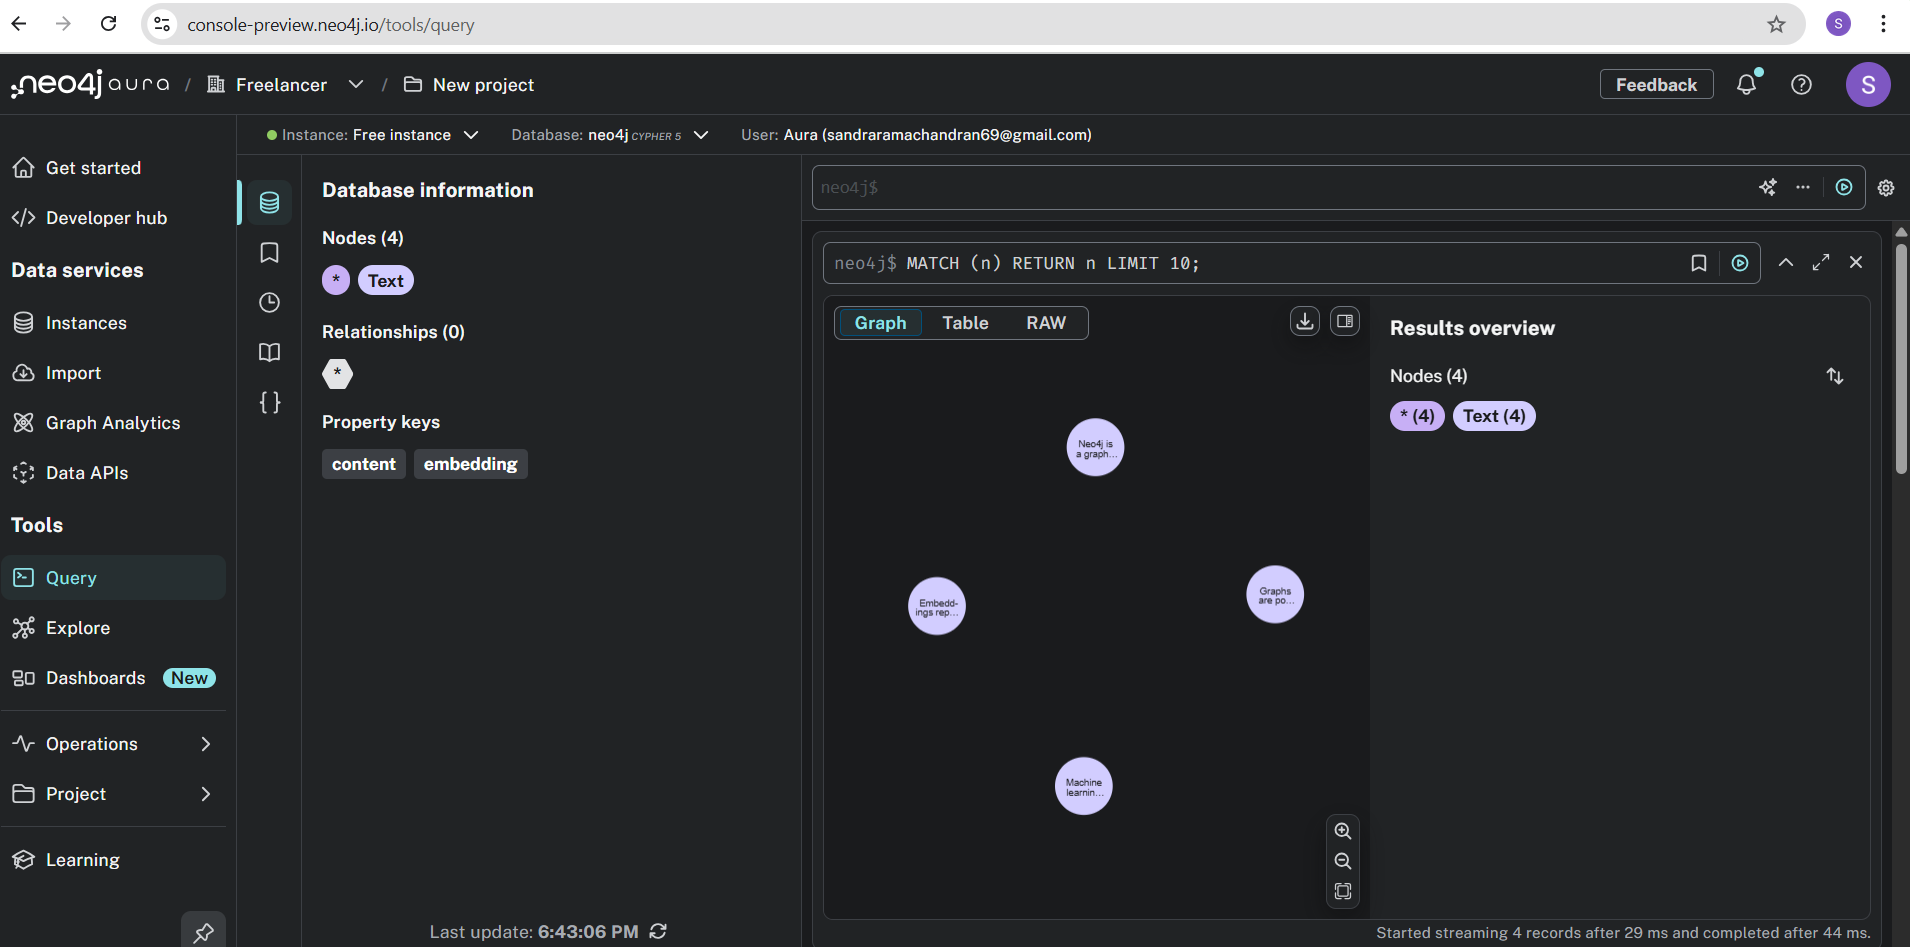 console-preview.neo4j.io/tools/query
S
neo4j aura / Freelancer / New project
Feedback
S
Instance: Free instance
Database: neo4j CYPHER 5
User: Aura (sandraramachandran69@gmail.com)
Get started
Developer hub
Data services
Instances
Import
Graph Analytics
Data APIs
Tools
Query
Explore
Dashboards New
Operations
Project
Learning
Database information
Nodes (4)
* Text
Relationships (0)
*
Property keys
content embedding
Last update: 6:43:06 PM
neo4j$
neo4j$ MATCH (n) RETURN n LIMIT 10;
Graph Table RAW
Neo4j is
a graph...
Embedd-
ings rep...
Graphs
are po...
Machine
learnin...
Results overview
Nodes (4)
* (4) Text (4)
Started streaming 4 records after 29 ms and completed after 44 ms.